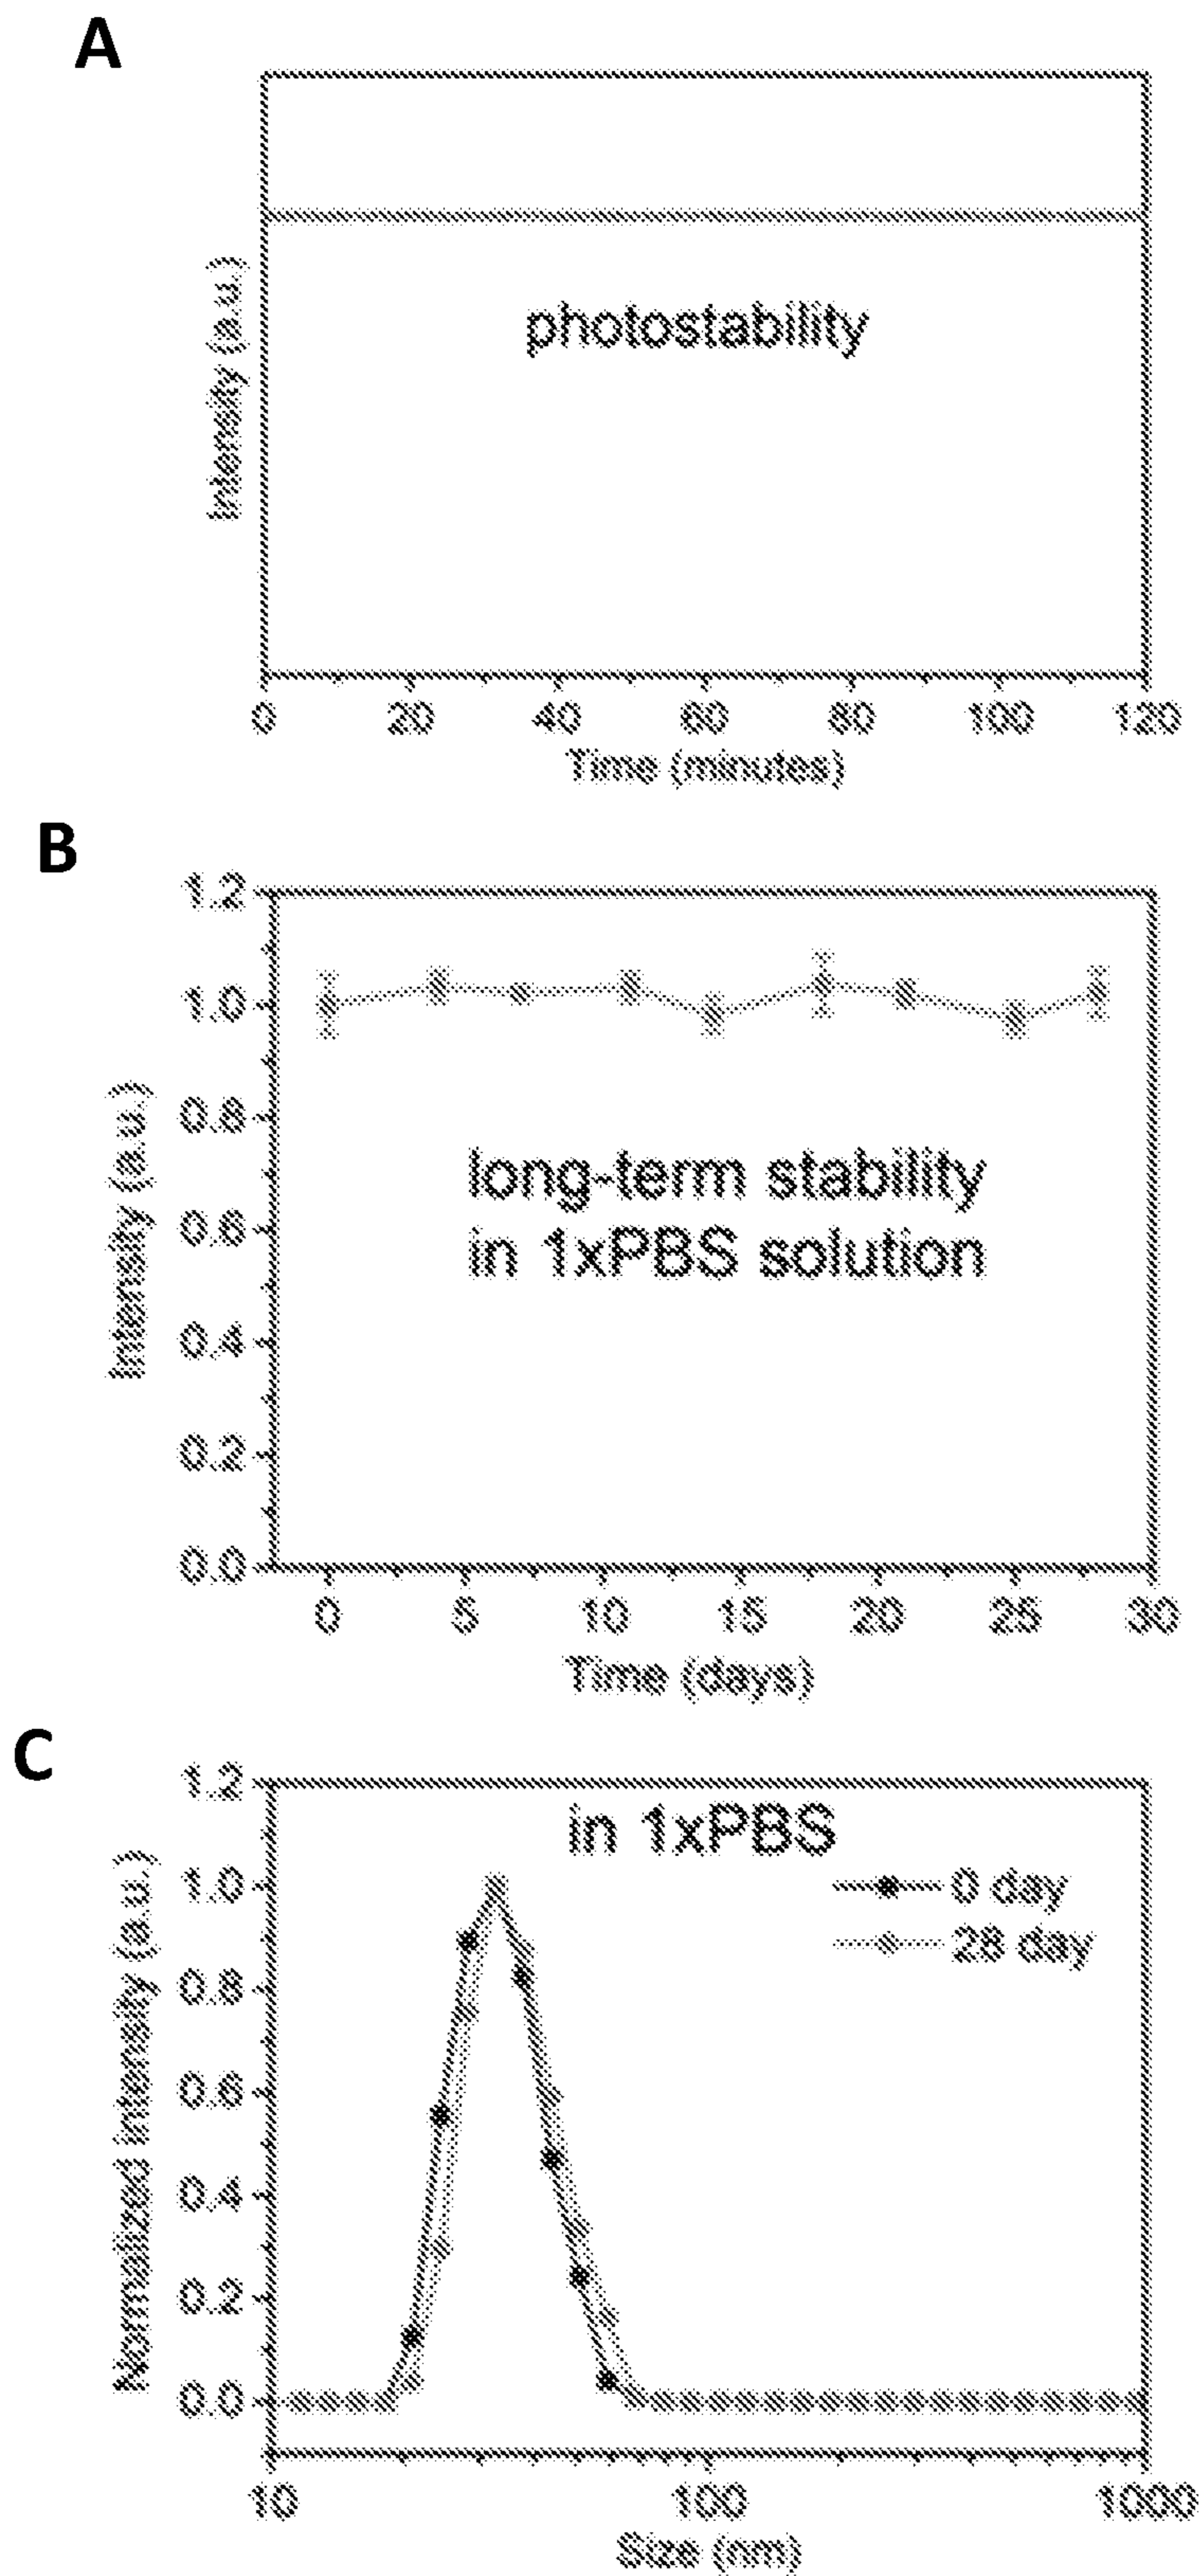 A
Intensity (a.u.)
photostability
0 20 40 60 80 100 120
Time (minutes)
B
1.2
1.0
0.8
0.6
0.4
0.2
0.0
Intensity (a.u.)
long-term stability
in 1xPBS solution
0 5 10 15 20 25 30
Time (days)
C
1.2
1.0
0.8
0.6
0.4
0.2
0.0
Normalized intensity (a.u.)
in 1xPBS
0 day
28 day
10 100 1000
Size (nm)